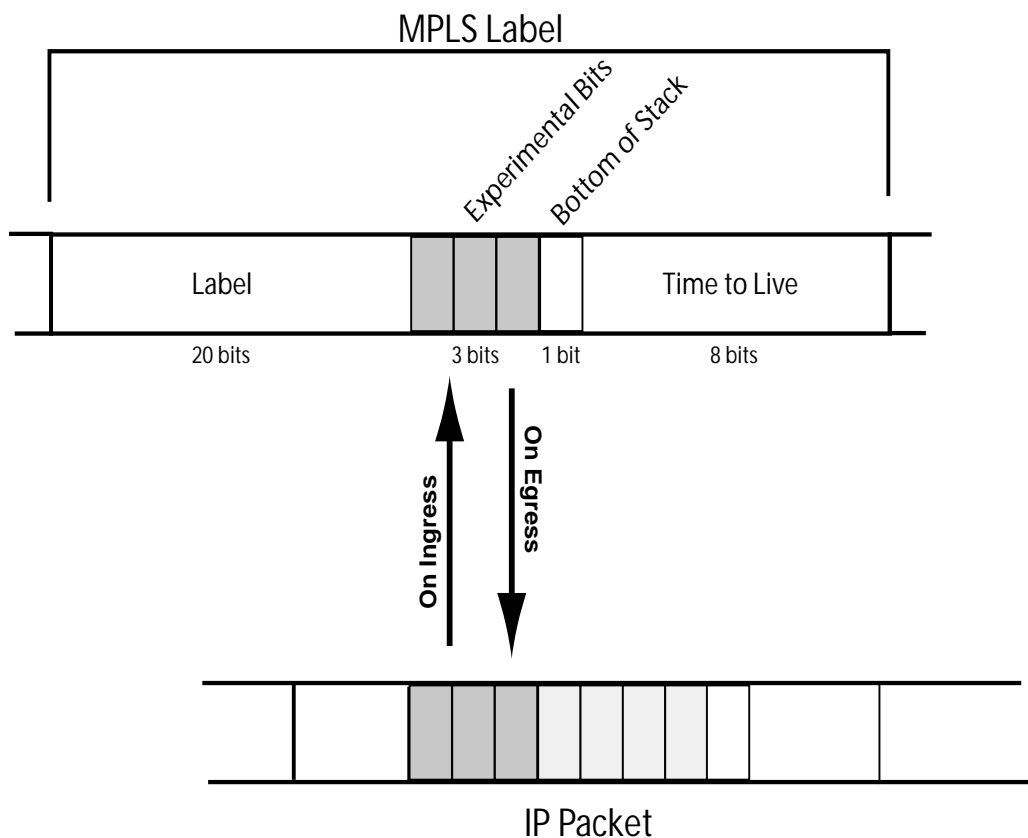 MPLS Label
Experimental Bits
Bottom of Stack
Label
Time to Live
20 bits
3 bits
1 bit
8 bits
On Ingress
On Egress
IP Packet